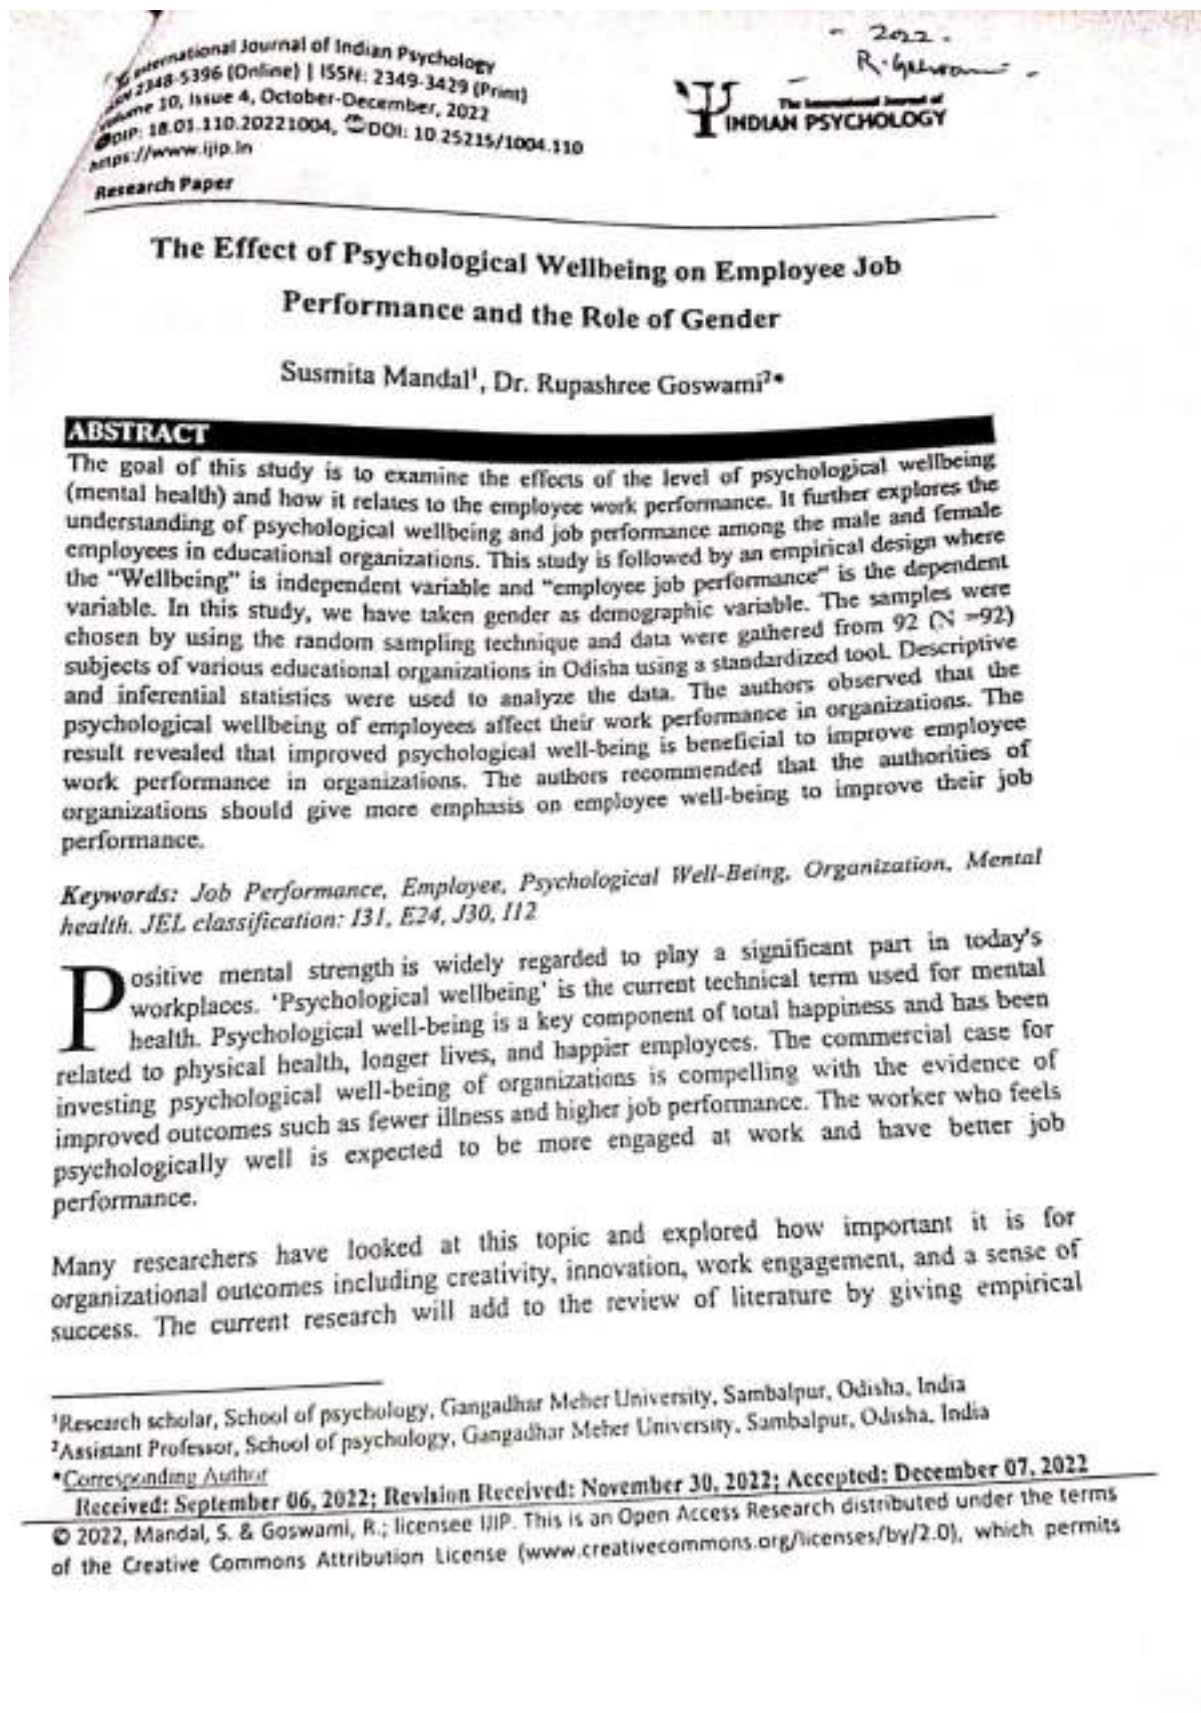 - 2022.
International Journal of Indian Psychology
2348-5396 (Online) | ISSN: 2349-3429 (Print)
Volume 10, Issue 4, October-December, 2022
DIP: 18.01.110.20221004, DOI: 10.25215/1004.110
https://www.ijip.in
Research Paper
The International Journal of
INDIAN PSYCHOLOGY
The Effect of Psychological Wellbeing on Employee Job
Performance and the Role of Gender
Susmita Mandal¹, Dr. Rupashree Goswami²*
ABSTRACT
The goal of this study is to examine the effects of the level of psychological wellbeing
(mental health) and how it relates to the employee work performance. It further explores the
understanding of psychological wellbeing and job performance among the male and female
employees in educational organizations. This study is followed by an empirical design where
the “Wellbeing” is independent variable and “employee job performance” is the dependent
variable. In this study, we have taken gender as demographic variable. The samples were
chosen by using the random sampling technique and data were gathered from 92 (N =92)
subjects of various educational organizations in Odisha using a standardized tool. Descriptive
and inferential statistics were used to analyze the data. The authors observed that the
psychological wellbeing of employees affect their work performance in organizations. The
result revealed that improved psychological well-being is beneficial to improve employee
work performance in organizations. The authors recommended that the authorities of
organizations should give more emphasis on employee well-being to improve their job
performance.
Keywords: Job Performance, Employee, Psychological Well-Being, Organization, Mental
health. JEL classification: I31, E24, J30, I12
Positive mental strength is widely regarded to play a significant part in today's
workplaces. ‘Psychological wellbeing’ is the current technical term used for mental
health. Psychological well-being is a key component of total happiness and has been
related to physical health, longer lives, and happier employees. The commercial case for
investing psychological well-being of organizations is compelling with the evidence of
improved outcomes such as fewer illness and higher job performance. The worker who feels
psychologically well is expected to be more engaged at work and have better job
performance.
Many researchers have looked at this topic and explored how important it is for
organizational outcomes including creativity, innovation, work engagement, and a sense of
success. The current research will add to the review of literature by giving empirical
¹Research scholar, School of psychology, Gangadhar Meher University, Sambalpur, Odisha, India
²Assistant Professor, School of psychology, Gangadhar Meher University, Sambalpur, Odisha, India
*Corresponding Author
Received: September 06, 2022; Revision Received: November 30, 2022; Accepted: December 07, 2022
© 2022, Mandal, S. & Goswami, R.; licensee IJIP. This is an Open Access Research distributed under the terms
of the Creative Commons Attribution License (www.creativecommons.org/licenses/by/2.0), which permits